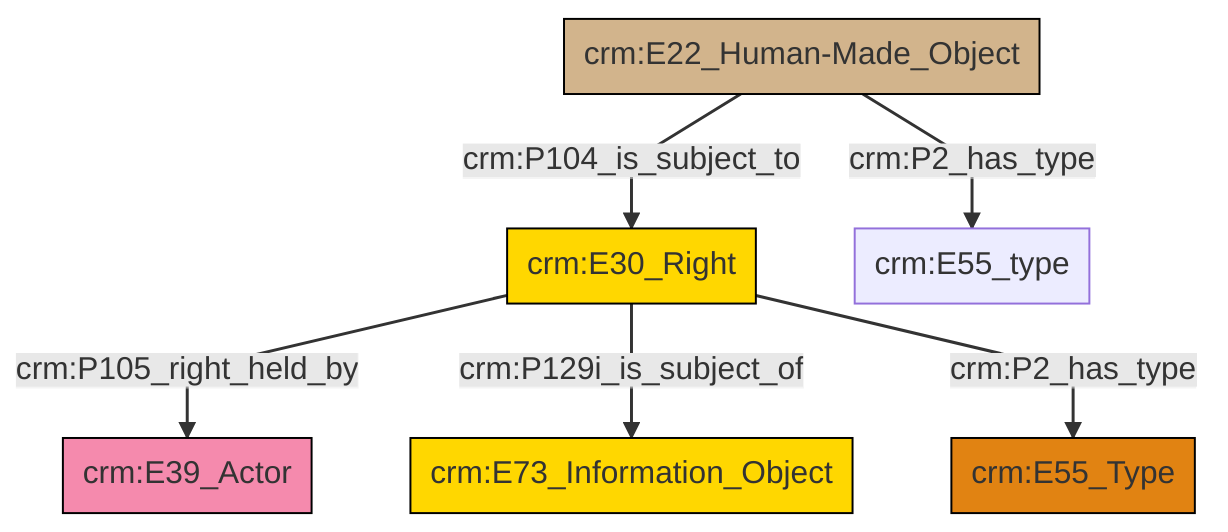 crm:E22_Human-Made_Object
crm:P104_is_subject_to
crm:P2_has_type
crm:E30_Right
crm:E55_type
crm:P105_right_held_by
crm:P129i_is_subject_of
crm:P2_has_type
crm:E39_Actor
crm:E73_Information_Object
crm:E55_Type